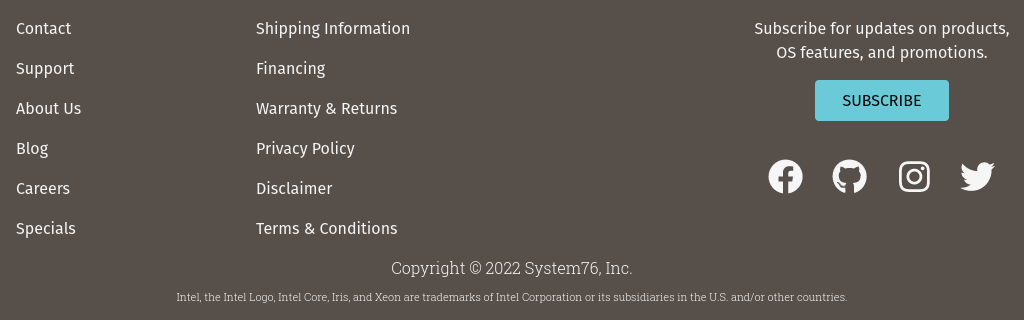 Contact
Support
About Us
Blog
Careers
Specials
Shipping Information
Financing
Warranty & Returns
Privacy Policy
Disclaimer
Terms & Conditions
Subscribe for updates on products,
OS features, and promotions.
SUBSCRIBE
Copyright © 2022 System76, Inc.
Intel, the Intel Logo, Intel Core, Iris, and Xeon are trademarks of Intel Corporation or its subsidiaries in the U.S. and/or other countries.